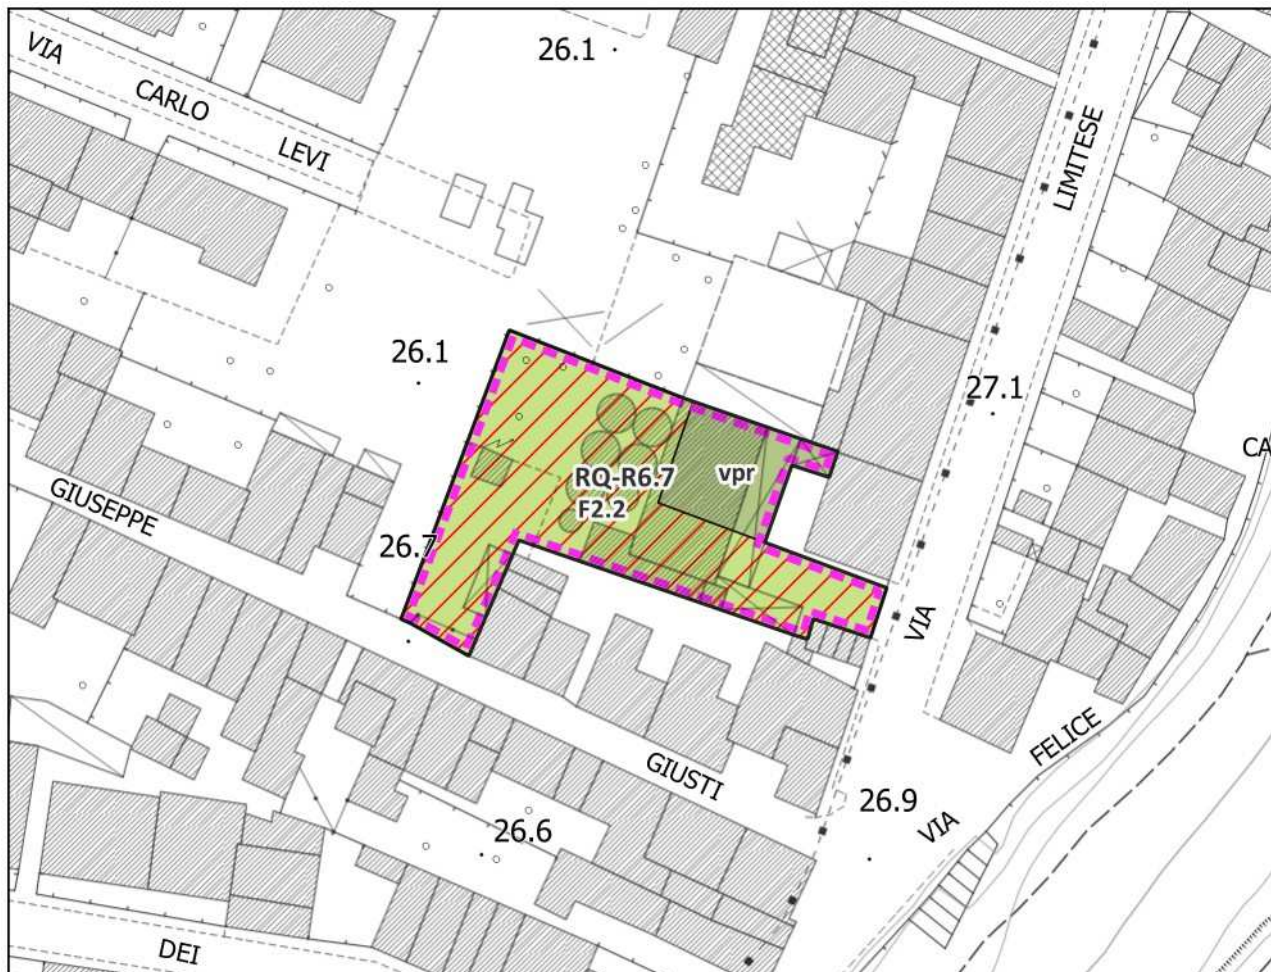 26.1
VIA
CARLO
LEVI
LIMITESE
26.1
27.1
CA
RQ-R6.7
vpr
F2.2
GIUSEPPE
26.7
VIA
FELICE
GIUSTI
26.9
VIA
26.6
DEI